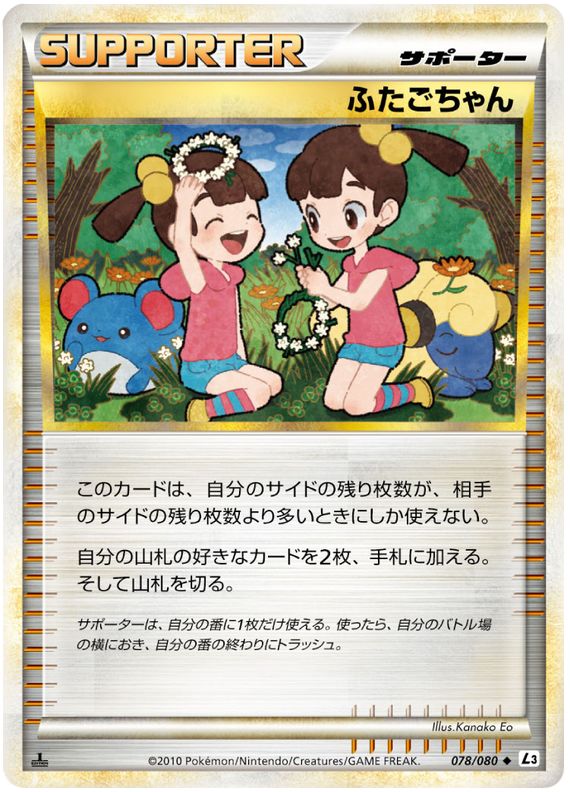 SUPPORTER サポーター
ふたごちゃん
このカードは、自分のサイドの残り枚数が、相手
のサイドの残り枚数より多いときにしか使えない。
自分の山札の好きなカードを2枚、手札に加える。
そして山札を切る。
サポーターは、自分の番に1枚だけ使える。使ったら、自分のバトル場
の横におき、自分の番の終わりにトラッシュ。
Illus.Kanako Eo
1 EDITION ©2010 Pokémon/Nintendo/Creatures/GAME FREAK. 078/080 ◆ L3